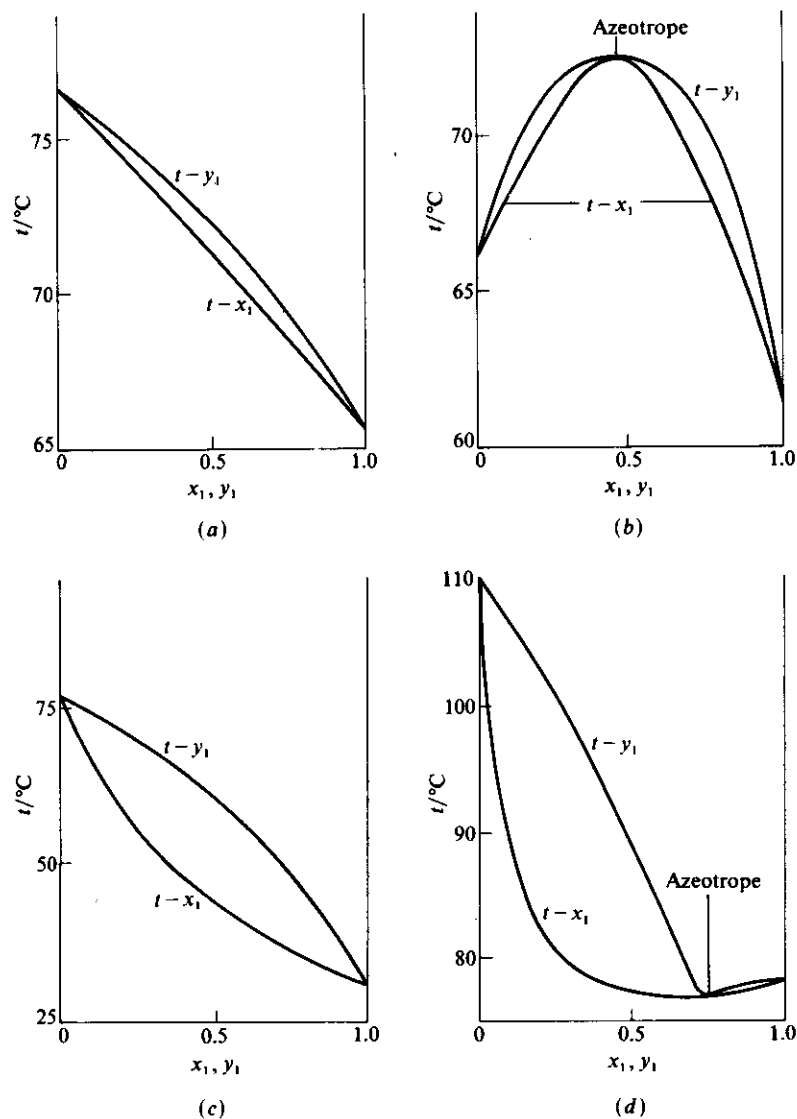 75
70
65
t/°C
t – y₁
t – x₁
0
0.5
1.0
x₁, y₁
(a)
Azeotrope
70
65
60
t/°C
t – y₁
t – x₁
0
0.5
1.0
x₁, y₁
(b)
75
50
25
t/°C
t – y₁
t – x₁
0
0.5
1.0
x₁, y₁
(c)
110
100
90
80
t/°C
t – y₁
t – x₁
Azeotrope
0
0.5
1.0
x₁, y₁
(d)